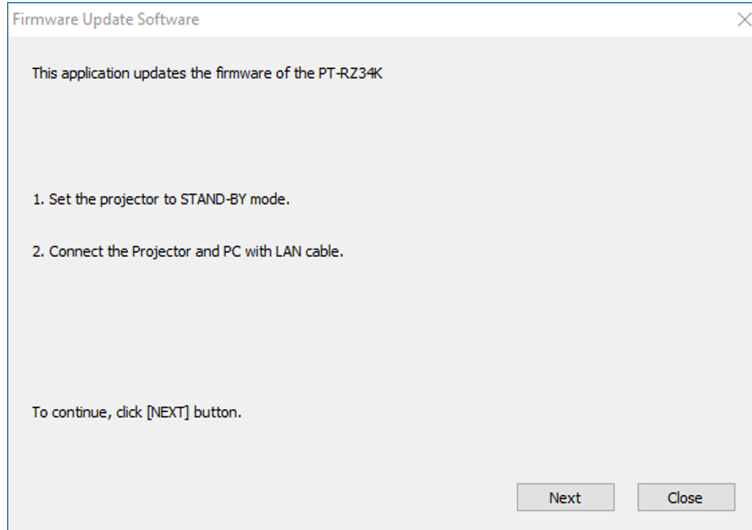 Firmware Update Software
This application updates the firmware of the PT-RZ34K
1. Set the projector to STAND-BY mode.
2. Connect the Projector and PC with LAN cable.
To continue, click [NEXT] button.
Next
Close